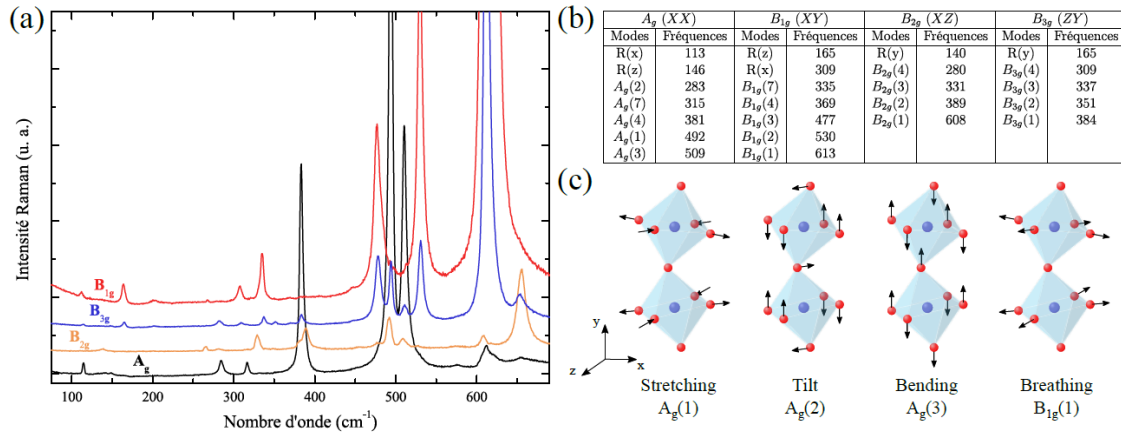 (a)
Intensité Raman (u. a.)
B1g
B3g
B2g
Ag
100 200 300 400 500 600
Nombre d'onde (cm-1)
(b)
Ag (XX) B1g (XY) B2g (XZ) B3g (ZY)
Modes Fréquences Modes Fréquences Modes Fréquences Modes Fréquences
R(x) 113 R(z) 165 R(y) 140 R(y) 165
R(z) 146 R(x) 309 B2g(4) 280 B3g(4) 309
Ag(2) 283 B1g(7) 335 B2g(3) 331 B3g(3) 337
Ag(7) 315 B1g(4) 369 B2g(2) 389 B3g(2) 351
Ag(4) 381 B1g(3) 477 B2g(1) 608 B3g(1) 384
Ag(1) 492 B1g(2) 530
Ag(3) 509 B1g(1) 613
(c)
y
x
z
Stretching Tilt Bending Breathing
Ag(1) Ag(2) Ag(3) B1g(1)